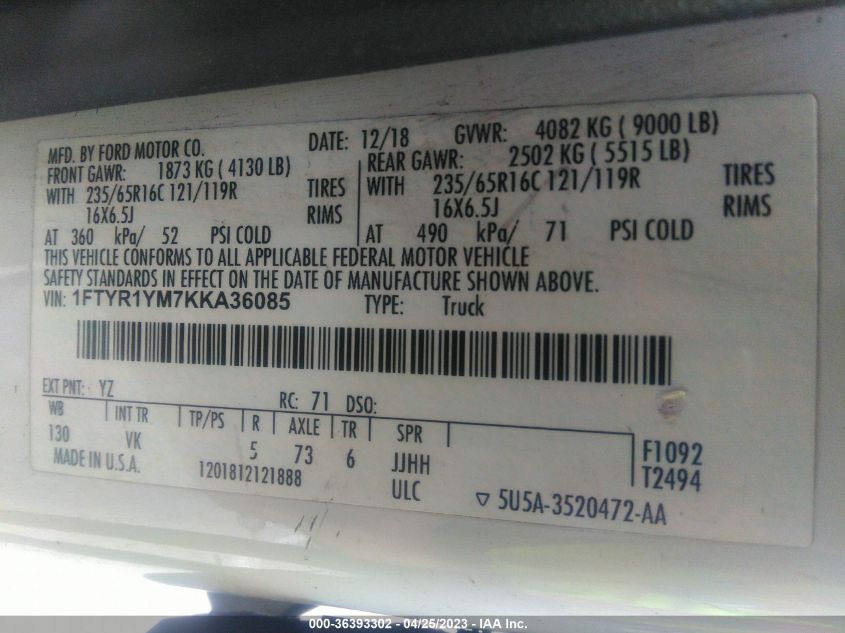 MFD. BY FORD MOTOR CO. DATE: 12/18 GVWR: 4082 KG ( 9000 LB)
FRONT GAWR: 1873 KG ( 4130 LB) REAR GAWR: 2502 KG ( 5515 LB)
WITH 235/65R16C 121/119R TIRES WITH 235/65R16C 121/119R TIRES
16X6.5J RIMS 16X6.5J RIMS
AT 360 kPa/ 52 PSI COLD AT 490 kPa/ 71 PSI COLD
THIS VEHICLE CONFORMS TO ALL APPLICABLE FEDERAL MOTOR VEHICLE
SAFETY STANDARDS IN EFFECT ON THE DATE OF MANUFACTURE SHOWN ABOVE.
VIN: 1FTYR1YM7KKA36085 TYPE: Truck
EXT PNT: YZ RC: 71 DSO:
WB INT TR TP/PS R AXLE TR SPR
130 VK 5 73 6 JJHH F1092
MADE IN U.S.A. 1201812121888 ULC T2494
▽ 5U5A-3520472-AA
000-36393302 - 04/25/2023 - IAA Inc.